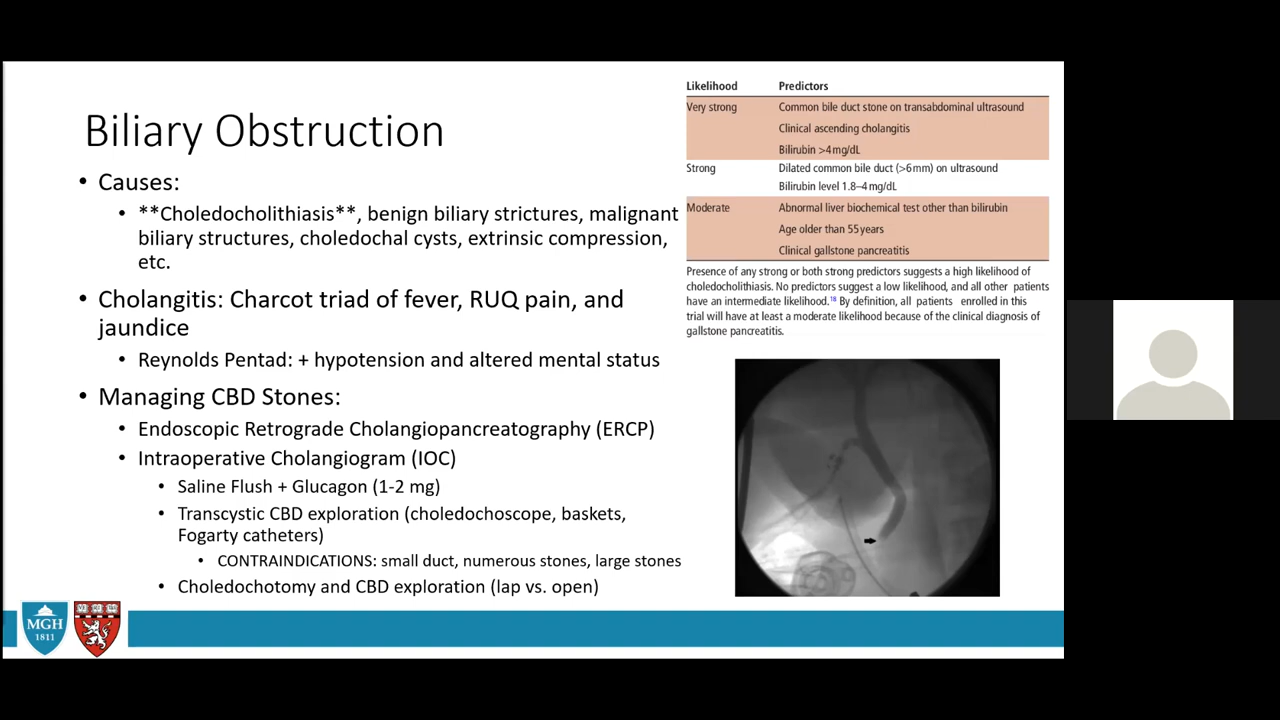 Biliary Obstruction
• Causes:
• **Choledocholithiasis**, benign biliary strictures, malignant
biliary structures, choledochal cysts, extrinsic compression,
etc.
• Cholangitis: Charcot triad of fever, RUQ pain, and
jaundice
• Reynolds Pentad: + hypotension and altered mental status
• Managing CBD Stones:
• Endoscopic Retrograde Cholangiopancreatography (ERCP)
• Intraoperative Cholangiogram (IOC)
• Saline Flush + Glucagon (1-2 mg)
• Transcystic CBD exploration (choledochoscope, baskets,
Fogarty catheters)
• CONTRAINDICATIONS: small duct, numerous stones, large stones
• Choledochotomy and CBD exploration (lap vs. open)
Likelihood Predictors
Very strong Common bile duct stone on transabdominal ultrasound
Clinical ascending cholangitis
Bilirubin >4 mg/dL
Strong Dilated common bile duct (>6 mm) on ultrasound
Bilirubin level 1.8–4 mg/dL
Moderate Abnormal liver biochemical test other than bilirubin
Age older than 55 years
Clinical gallstone pancreatitis
Presence of any strong or both strong predictors suggests a high likelihood of
choledocholithiasis. No predictors suggest a low likelihood, and all other patients
have an intermediate likelihood.18 By definition, all patients enrolled in this
trial will have at least a moderate likelihood because of the clinical diagnosis of
gallstone pancreatitis.
MGH
1811